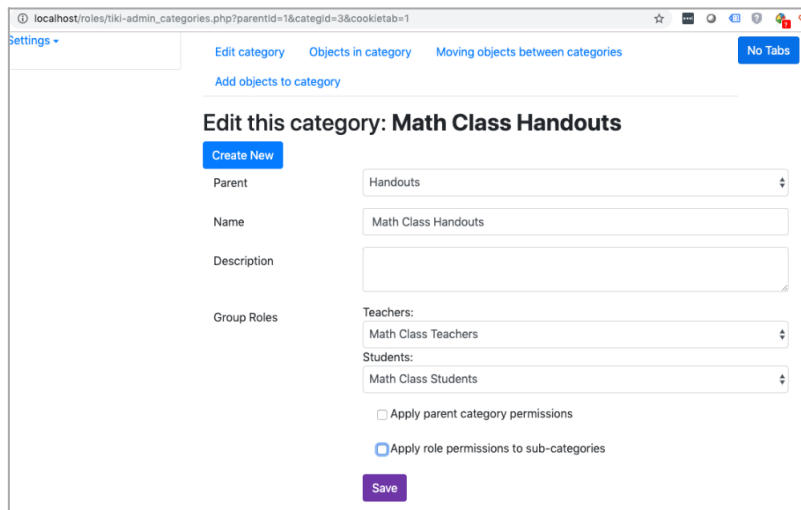 localhost/roles/tiki-admin_categories.php?parentId=1&categId=3&cookietab=1
Settings
Edit category Objects in category Moving objects between categories No Tabs
Add objects to category
Edit this category: Math Class Handouts
Create New
Parent Handouts
Name Math Class Handouts
Description
Group Roles Teachers:
Math Class Teachers
Students:
Math Class Students
Apply parent category permissions
Apply role permissions to sub-categories
Save